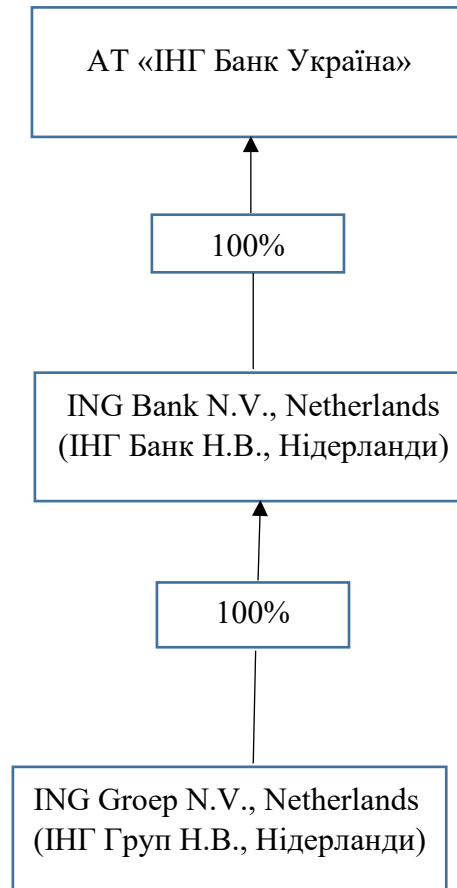 АТ «ІНГ Банк Україна»
100%
ING Bank N.V., Netherlands
(ІНГ Банк Н.В., Нідерланди)
100%
ING Groep N.V., Netherlands
(ІНГ Груп Н.В., Нідерланди)